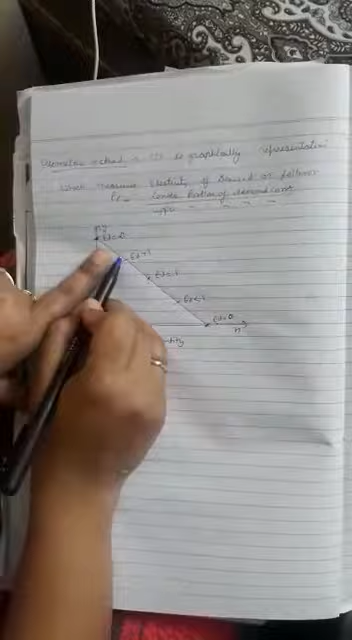 Geometric method → It is graphically representation
Which measure Elasticity of Demand as follows
Ed = Lower Portion of demand curve
Upper " " " "
y
Ed=∞
Ed>1
Ed=1
Ed<1
Ed=0
x
tity